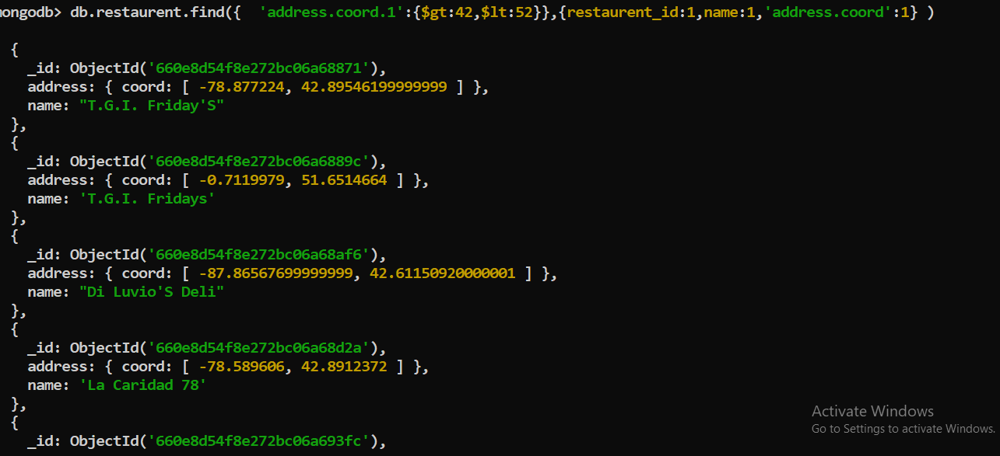 mongodb> db.restaurent.find({  'address.coord.1':{$gt:42,$lt:52}},{restaurent_id:1,name:1,'address.coord':1} )
{
_id: ObjectId('660e8d54f8e272bc06a68871'),
address: { coord: [ -78.877224, 42.89546199999999 ] },
name: "T.G.I. Friday'S"
},
{
_id: ObjectId('660e8d54f8e272bc06a6889c'),
address: { coord: [ -0.7119979, 51.6514664 ] },
name: 'T.G.I. Fridays'
},
{
_id: ObjectId('660e8d54f8e272bc06a68af6'),
address: { coord: [ -87.86567699999999, 42.61150920000001 ] },
name: "Di Luvio'S Deli"
},
{
_id: ObjectId('660e8d54f8e272bc06a68d2a'),
address: { coord: [ -78.589606, 42.8912372 ] },
name: 'La Caridad 78'
},
{
_id: ObjectId('660e8d54f8e272bc06a693fc'),
Activate Windows
Go to Settings to activate Windows.